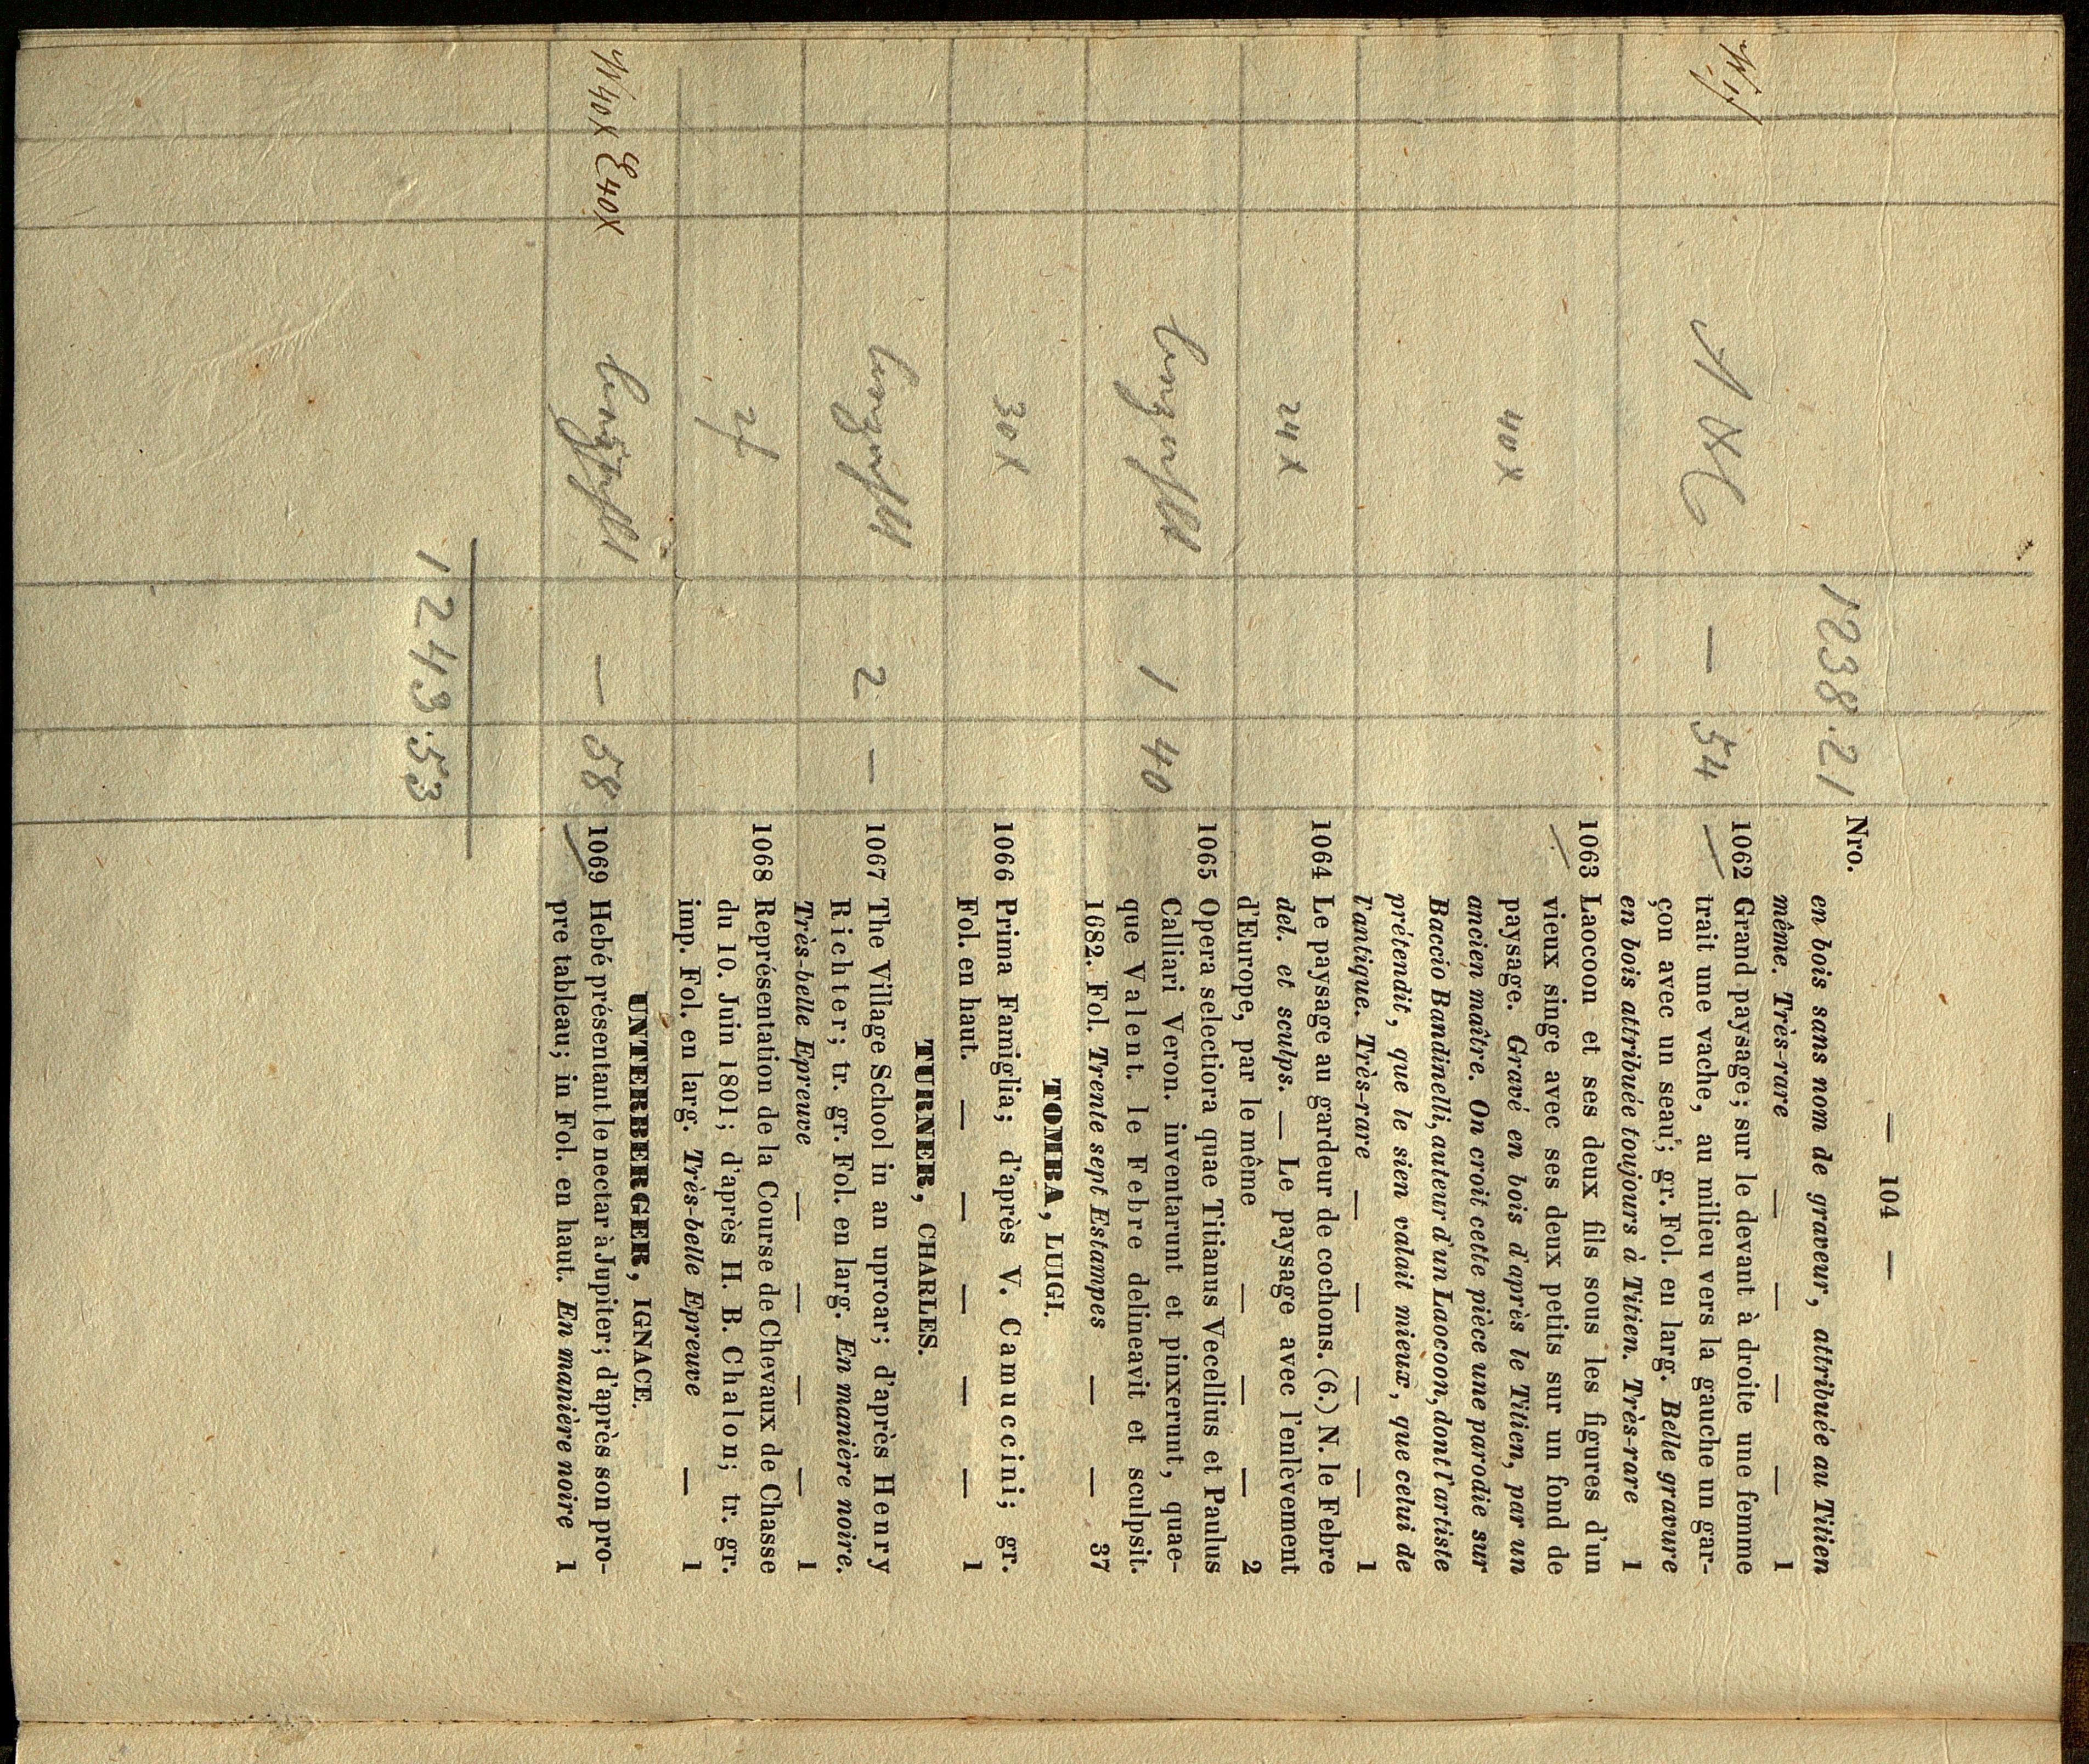 — 104 —
Nro.
1238.21
en bois sans nom de graveur, attribuée au Titien
même. Très-rare — — — — 1
— 54
1062 Grand paysage; sur le devant à droite une femme
trait une vache, au milieu vers la gauche un gar-
çon avec un seau; gr. Fol. en larg. Belle gravure
en bois attribuée toujours à Titien. Très-rare 1
40x
1063 Laocoon et ses deux fils sous les figures d'un
vieux singe avec ses deux petits sur un fond de
paysage. Gravé en bois d'après le Titien, par un
ancien maître. On croit cette pièce une parodie sur
Baccio Bandinelli, auteur d'un Laocoon, dont l'artiste
prétendit, que le sien valait mieux, que celui de
l'antique. Très-rare — — — — 1
24x
1064 Le paysage au gardeur de cochons. (6.) N. le Febre
del. et sculps. — Le paysage avec l'enlèvement
d'Europe, par le même — — — 2
1 40
1065 Opera selectiora quae Titianus Vecellius et Paulus
Calliari Veron. inventarunt et pinxerunt, quae-
que Valent. le Febre delineavit et sculpsit.
1682. Fol. Trente sept Estampes — — 37
TOMBA, LUIGI.
30x
1066 Prima Famiglia; d'après V. Camuccini; gr.
Fol. en haut. — — — — — 1
TURNER, CHARLES.
2 —
1067 The Village School in an uproar; d'après Henry
Richter; tr. gr. Fol. en larg. En manière noire.
Très-belle Epreuve — — — — 1
2f
1068 Représentation de la Course de Chevaux de Chasse
du 10. Juin 1801; d'après H. B. Chalon; tr. gr.
imp. Fol. en larg. Très-belle Epreuve — 1
UNTERBERGER, IGNACE.
W40x E40x — 58
1069 Hebé présentant le nectar à Jupiter; d'après son pro-
pre tableau; in Fol. en haut. En manière noire 1
1243.53